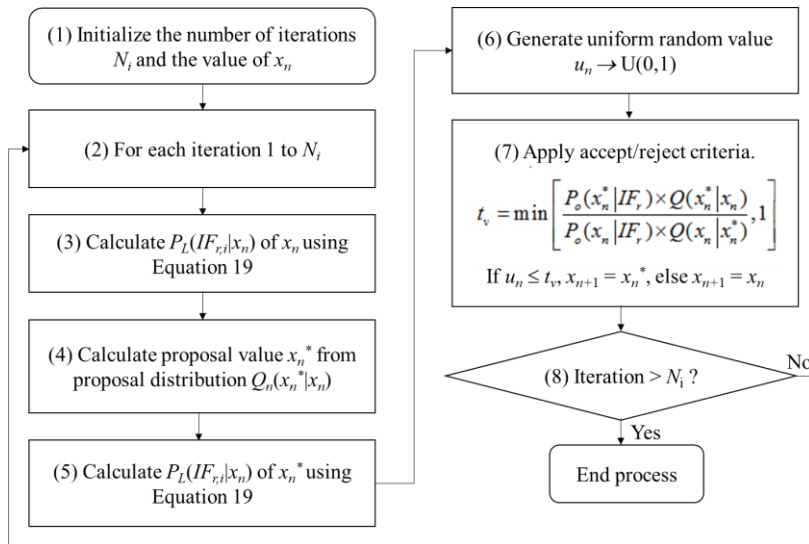 (1) Initialize the number of iterations
N_i and the value of x_n
(2) For each iteration 1 to N_i
(3) Calculate P_L(IF_{r,i}|x_n) of x_n using
Equation 19
(4) Calculate proposal value x_n^* from
proposal distribution Q_n(x_n^*|x_n)
(5) Calculate P_L(IF_{r,i}|x_n) of x_n^* using
Equation 19
(6) Generate uniform random value
u_n → U(0,1)
(7) Apply accept/reject criteria.
t_v = min[P_o(x_n^*|IF_r)×Q(x_n^*|x_n) / P_o(x_n|IF_r)×Q(x_n|x_n^*), 1]
If u_n ≤ t_v, x_{n+1} = x_n^*, else x_{n+1} = x_n
(8) Iteration > N_i ?
No
Yes
End process